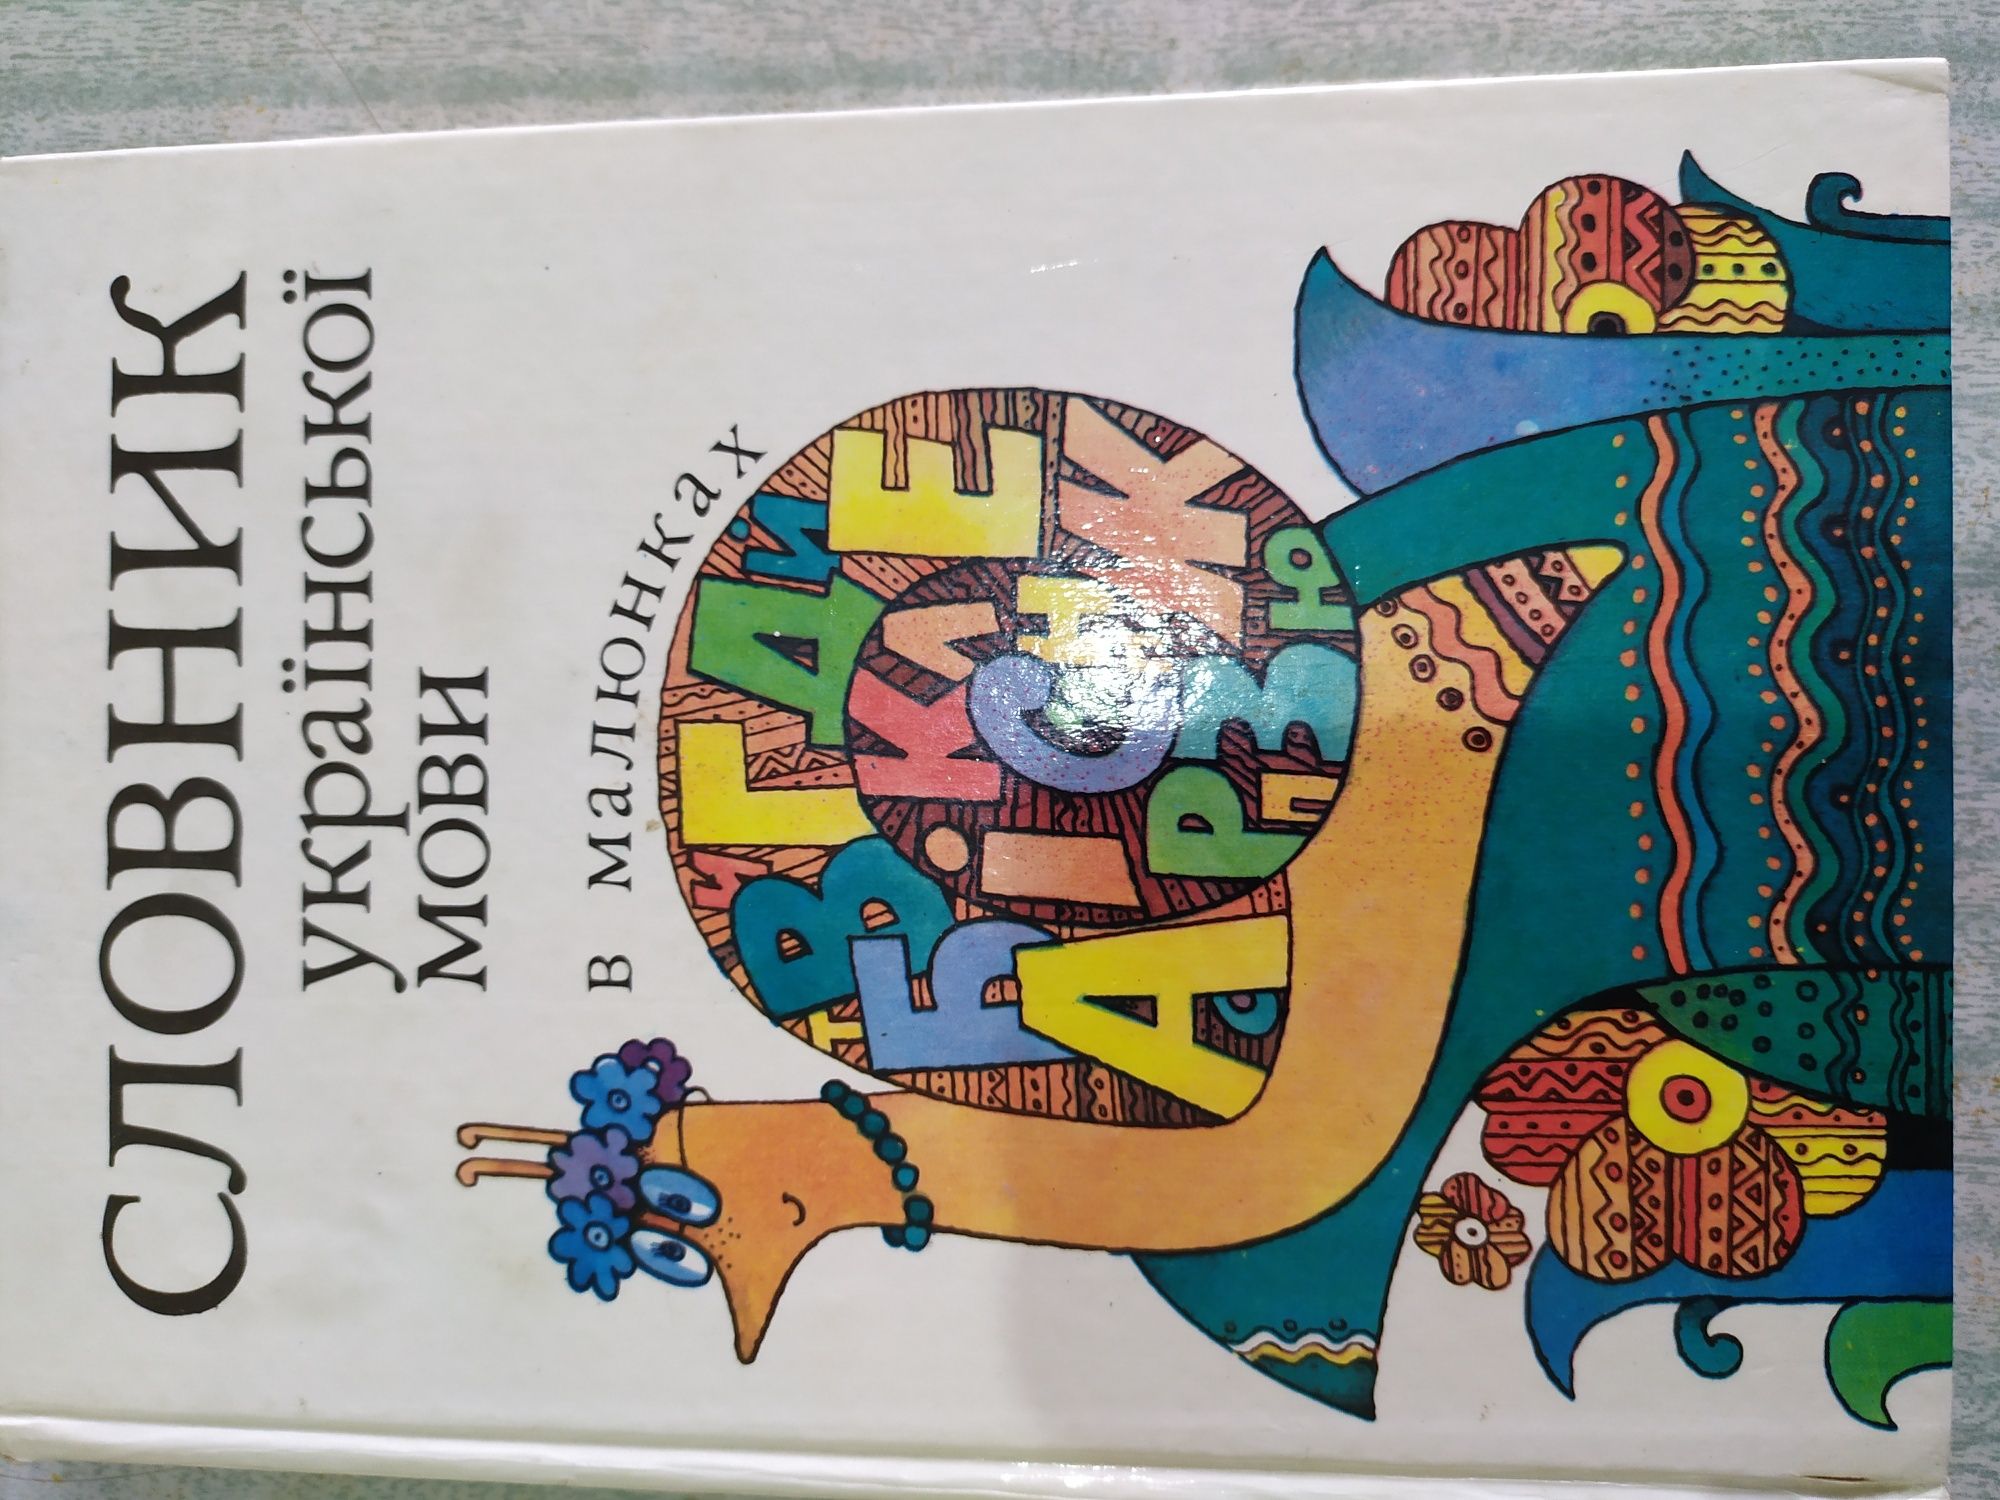 СЛОВНИК
української
мови
в малюнках